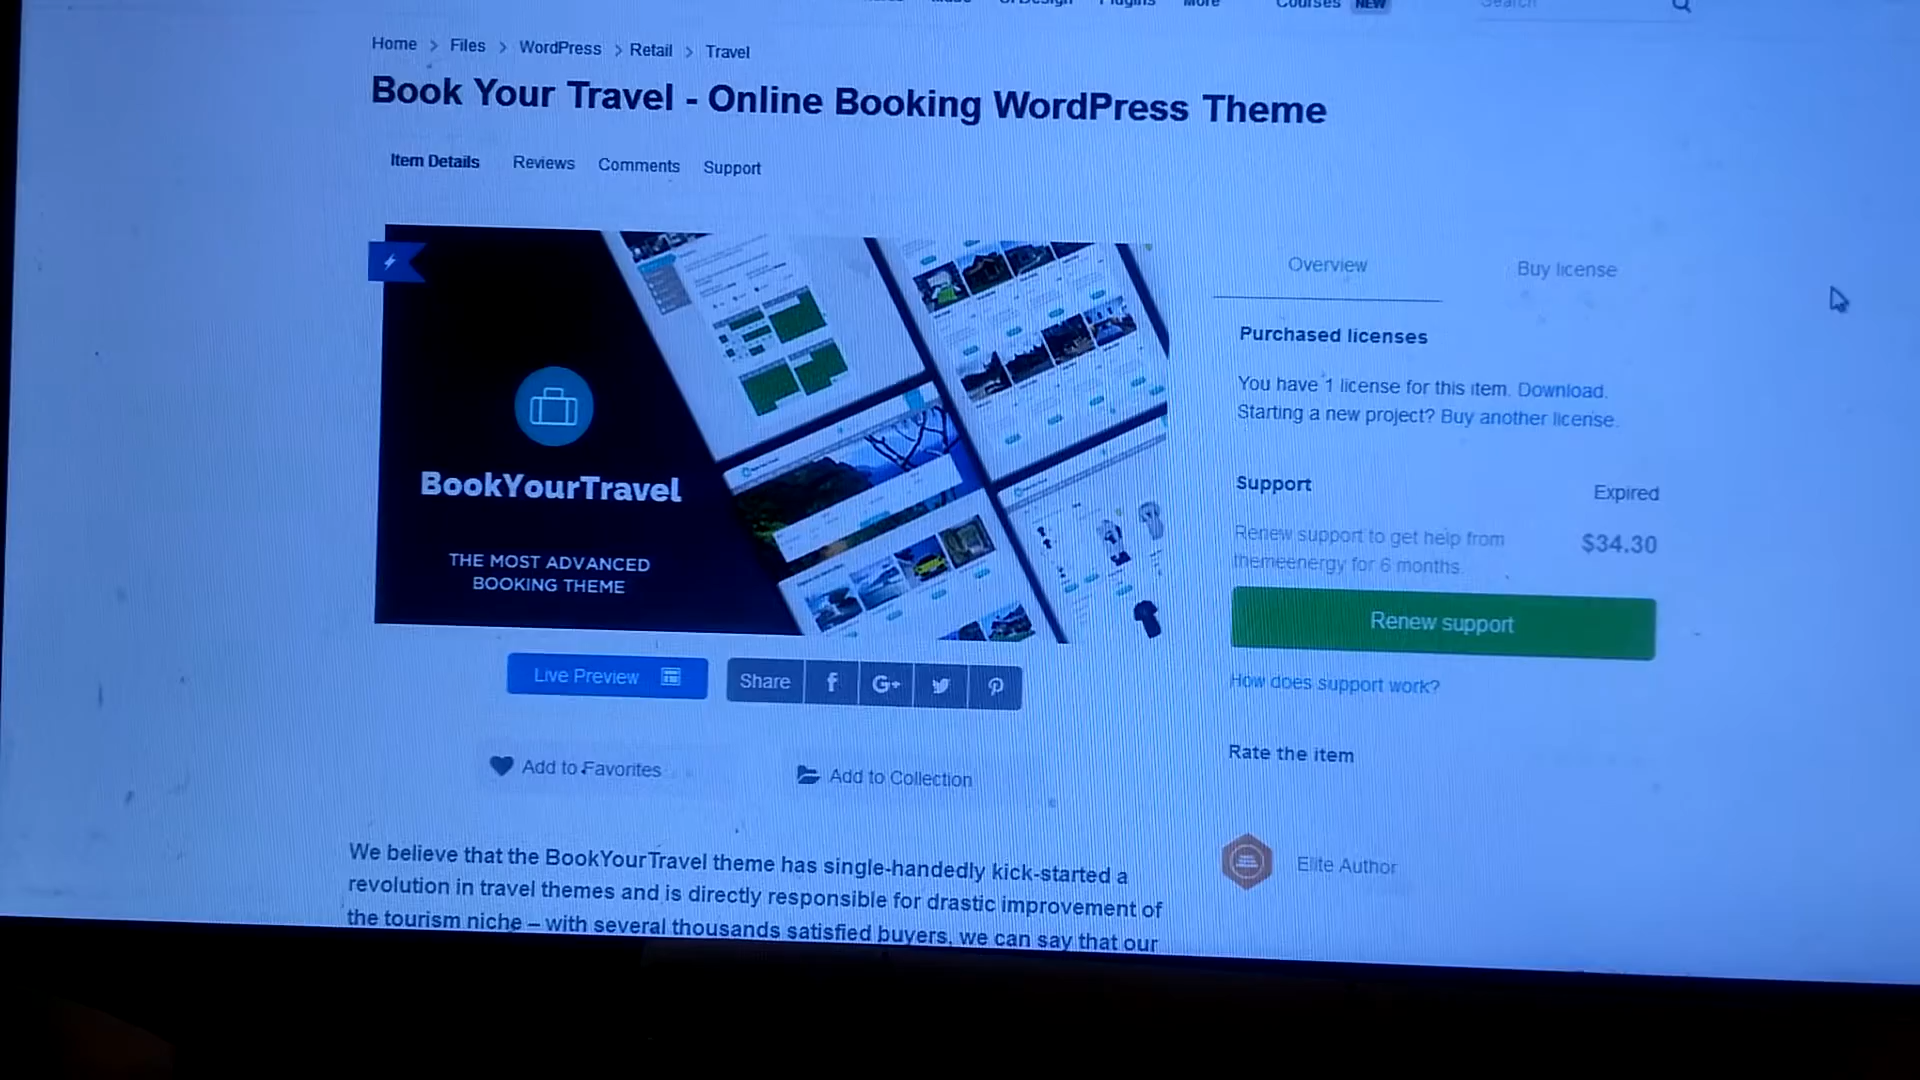 Courses NEW
Search
Home > Files > WordPress > Retail > Travel
Book Your Travel - Online Booking WordPress Theme
Item Details Reviews Comments Support
BookYourTravel
THE MOST ADVANCED
BOOKING THEME
Overview Buy license
Purchased licenses
You have 1 license for this item. Download.
Starting a new project? Buy another license.
Support Expired
Renew support to get help from
themeenergy for 6 months.
$34.30
Renew support
How does support work?
Live Preview
Share f G+
Add to Favorites
Add to Collection
Rate the item
Elite Author
We believe that the BookYourTravel theme has single-handedly kick-started a
revolution in travel themes and is directly responsible for drastic improvement of
the tourism niche – with several thousands satisfied buyers, we can say that our